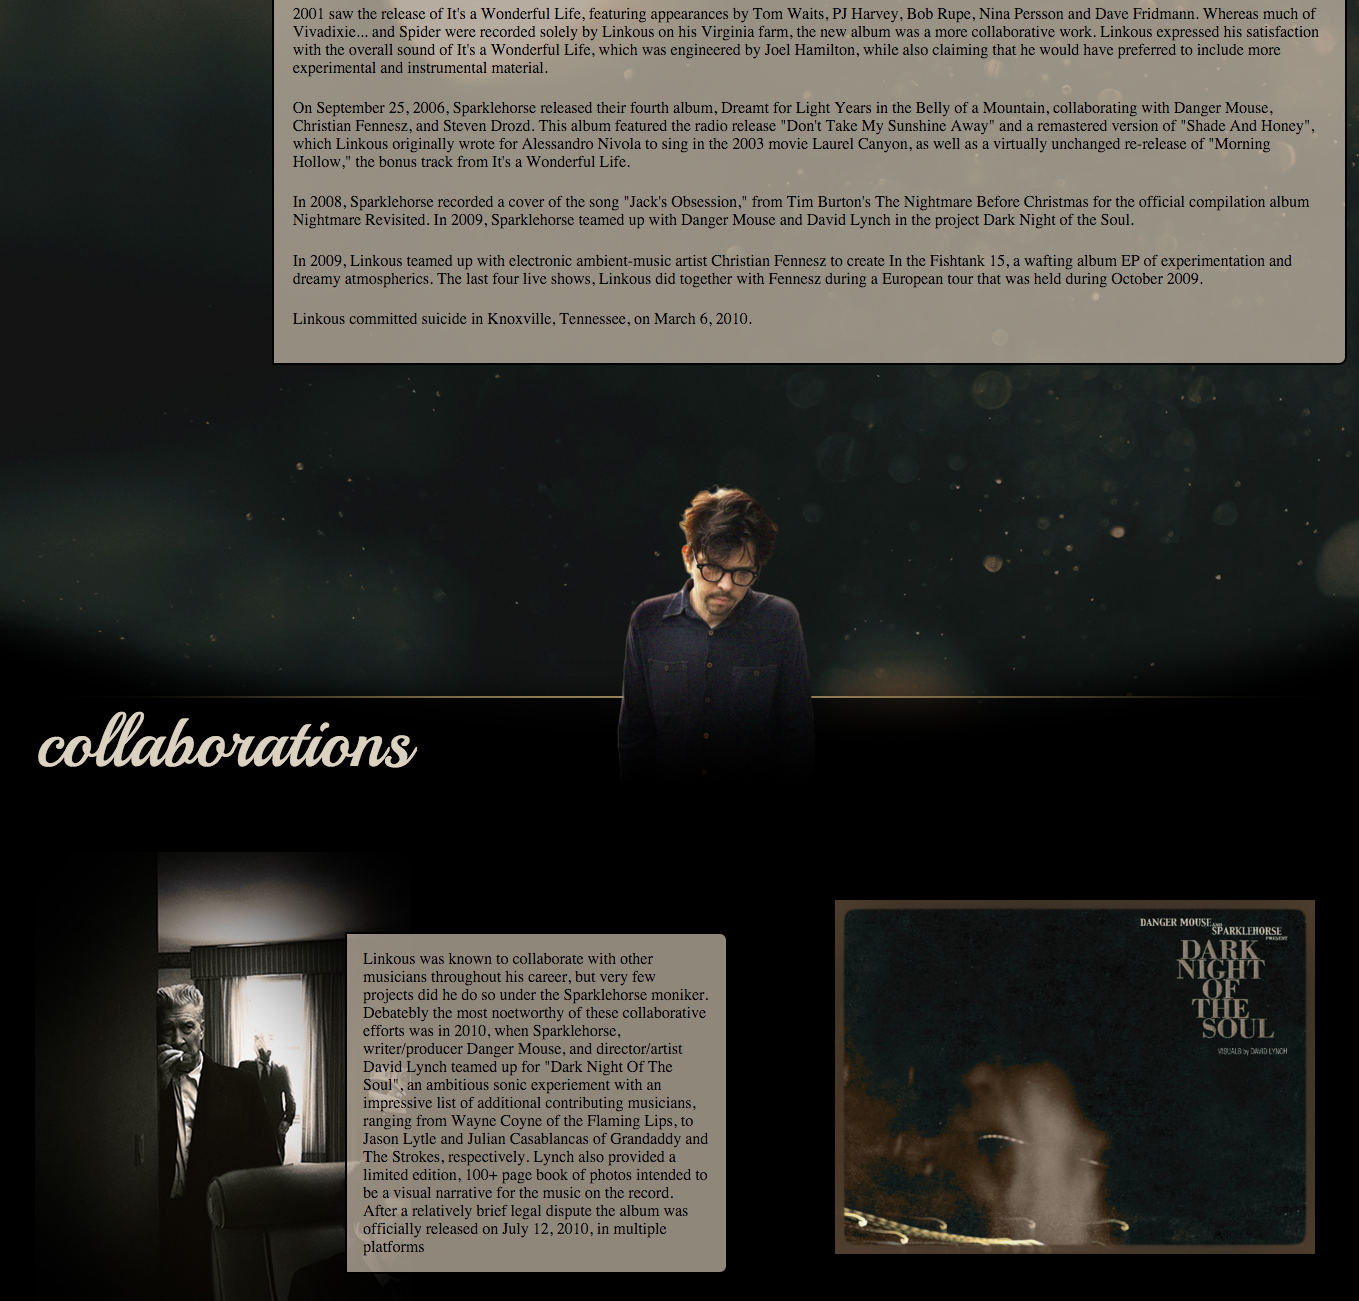 2001 saw the release of It's a Wonderful Life, featuring appearances by Tom Waits, PJ Harvey, Bob Rupe, Nina Persson and Dave Fridmann. Whereas much of
Vivadixie... and Spider were recorded solely by Linkous on his Virginia farm, the new album was a more collaborative work. Linkous expressed his satisfaction
with the overall sound of It's a Wonderful Life, which was engineered by Joel Hamilton, while also claiming that he would have preferred to include more
experimental and instrumental material.
On September 25, 2006, Sparklehorse released their fourth album, Dreamt for Light Years in the Belly of a Mountain, collaborating with Danger Mouse,
Christian Fennesz, and Steven Drozd. This album featured the radio release "Don't Take My Sunshine Away" and a remastered version of "Shade And Honey",
which Linkous originally wrote for Alessandro Nivola to sing in the 2003 movie Laurel Canyon, as well as a virtually unchanged re-release of "Morning
Hollow," the bonus track from It's a Wonderful Life.
In 2008, Sparklehorse recorded a cover of the song "Jack's Obsession," from Tim Burton's The Nightmare Before Christmas for the official compilation album
Nightmare Revisited. In 2009, Sparklehorse teamed up with Danger Mouse and David Lynch in the project Dark Night of the Soul.
In 2009, Linkous teamed up with electronic ambient-music artist Christian Fennesz to create In the Fishtank 15, a wafting album EP of experimentation and
dreamy atmospherics. The last four live shows, Linkous did together with Fennesz during a European tour that was held during October 2009.
Linkous committed suicide in Knoxville, Tennessee, on March 6, 2010.
collaborations
Linkous was known to collaborate with other
musicians throughout his career, but very few
projects did he do so under the Sparklehorse moniker.
Debatebly the most noetworthy of these collaborative
efforts was in 2010, when Sparklehorse,
writer/producer Danger Mouse, and director/artist
David Lynch teamed up for "Dark Night Of The
Soul", an ambitious sonic experiement with an
impressive list of additional contributing musicians,
ranging from Wayne Coyne of the Flaming Lips, to
Jason Lytle and Julian Casablancas of Grandaddy and
The Strokes, respectively. Lynch also provided a
limited edition, 100+ page book of photos intended to
be a visual narrative for the music on the record.
After a relatively brief legal dispute the album was
officially released on July 12, 2010, in multiple
platforms
DANGER MOUSE AND
SPARKLEHORSE
PRESENT
DARK
NIGHT
OF
THE
SOUL
VISUALS by DAVID LYNCH